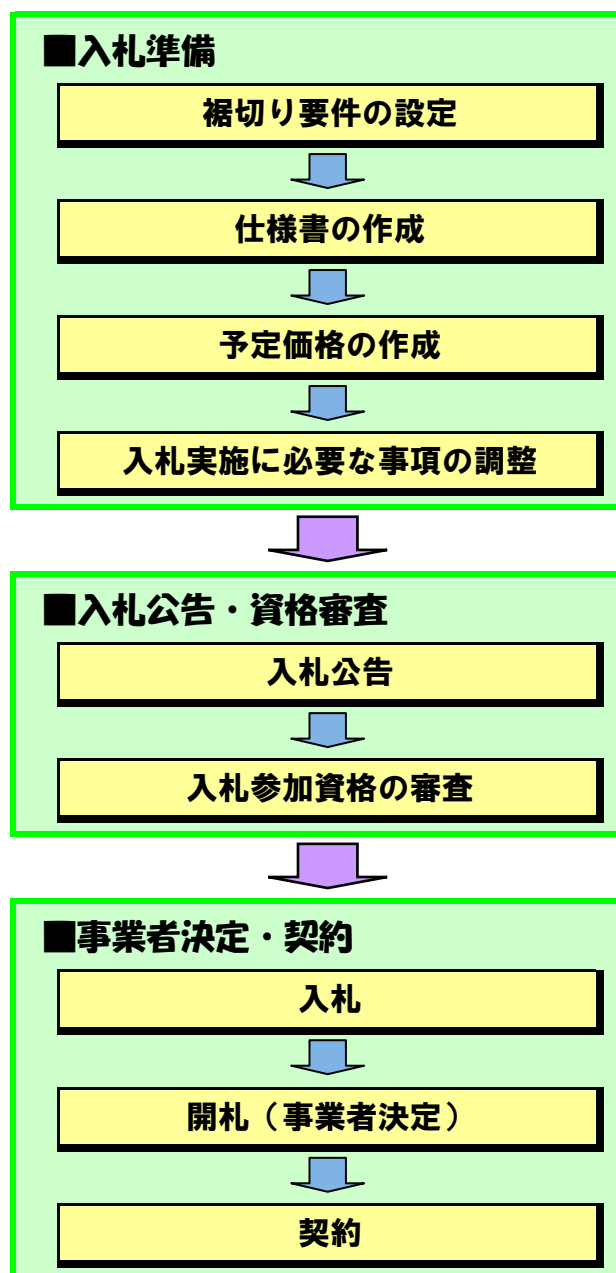 ■入札準備
裾切り要件の設定
仕様書の作成
予定価格の作成
入札実施に必要な事項の調整
■入札公告・資格審査
入札公告
入札参加資格の審査
■事業者決定・契約
入札
開札（事業者決定）
契約